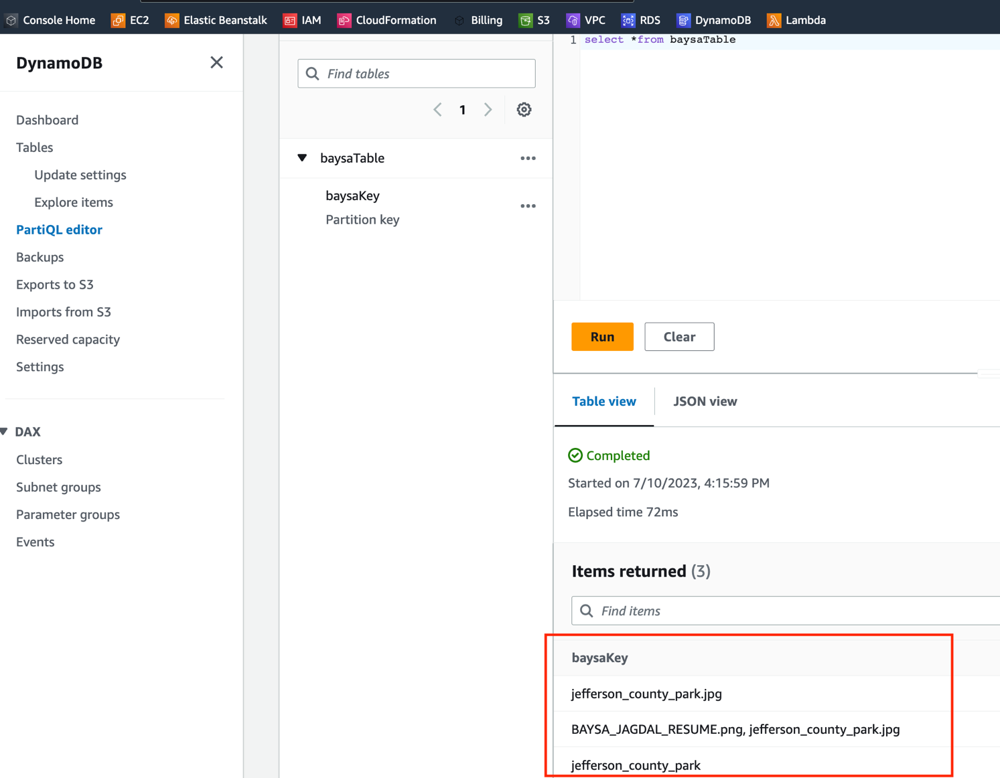 Console Home EC2 Elastic Beanstalk IAM CloudFormation Billing S3 VPC RDS DynamoDB Lambda
DynamoDB
Dashboard
Tables
Update settings
Explore items
PartiQL editor
Backups
Exports to S3
Imports from S3
Reserved capacity
Settings
DAX
Clusters
Subnet groups
Parameter groups
Events
Find tables
1
baysaTable
baysaKey
Partition key
1 select *from baysaTable
Run Clear
Table view JSON view
Completed
Started on 7/10/2023, 4:15:59 PM
Elapsed time 72ms
Items returned (3)
Find items
baysaKey
jefferson_county_park.jpg
BAYSA_JAGDAL_RESUME.png, jefferson_county_park.jpg
jefferson_county_park